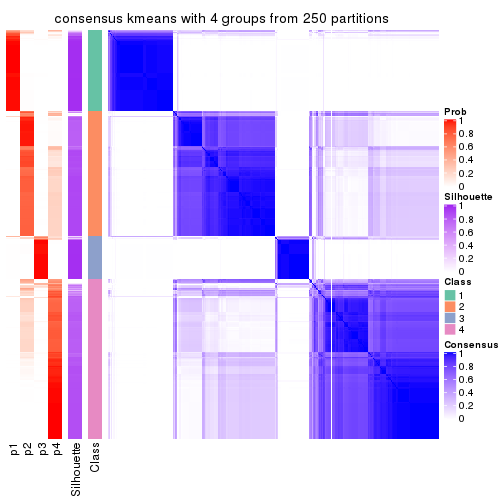 consensus kmeans with 4 groups from 250 partitions
Prob
1
0.8
0.6
0.4
0.2
0
Silhouette
1
0.8
0.6
0.4
0.2
0
Class
1
2
3
4
Consensus
1
0.8
0.6
0.4
0.2
0
p1
p2
p3
p4
Silhouette
Class